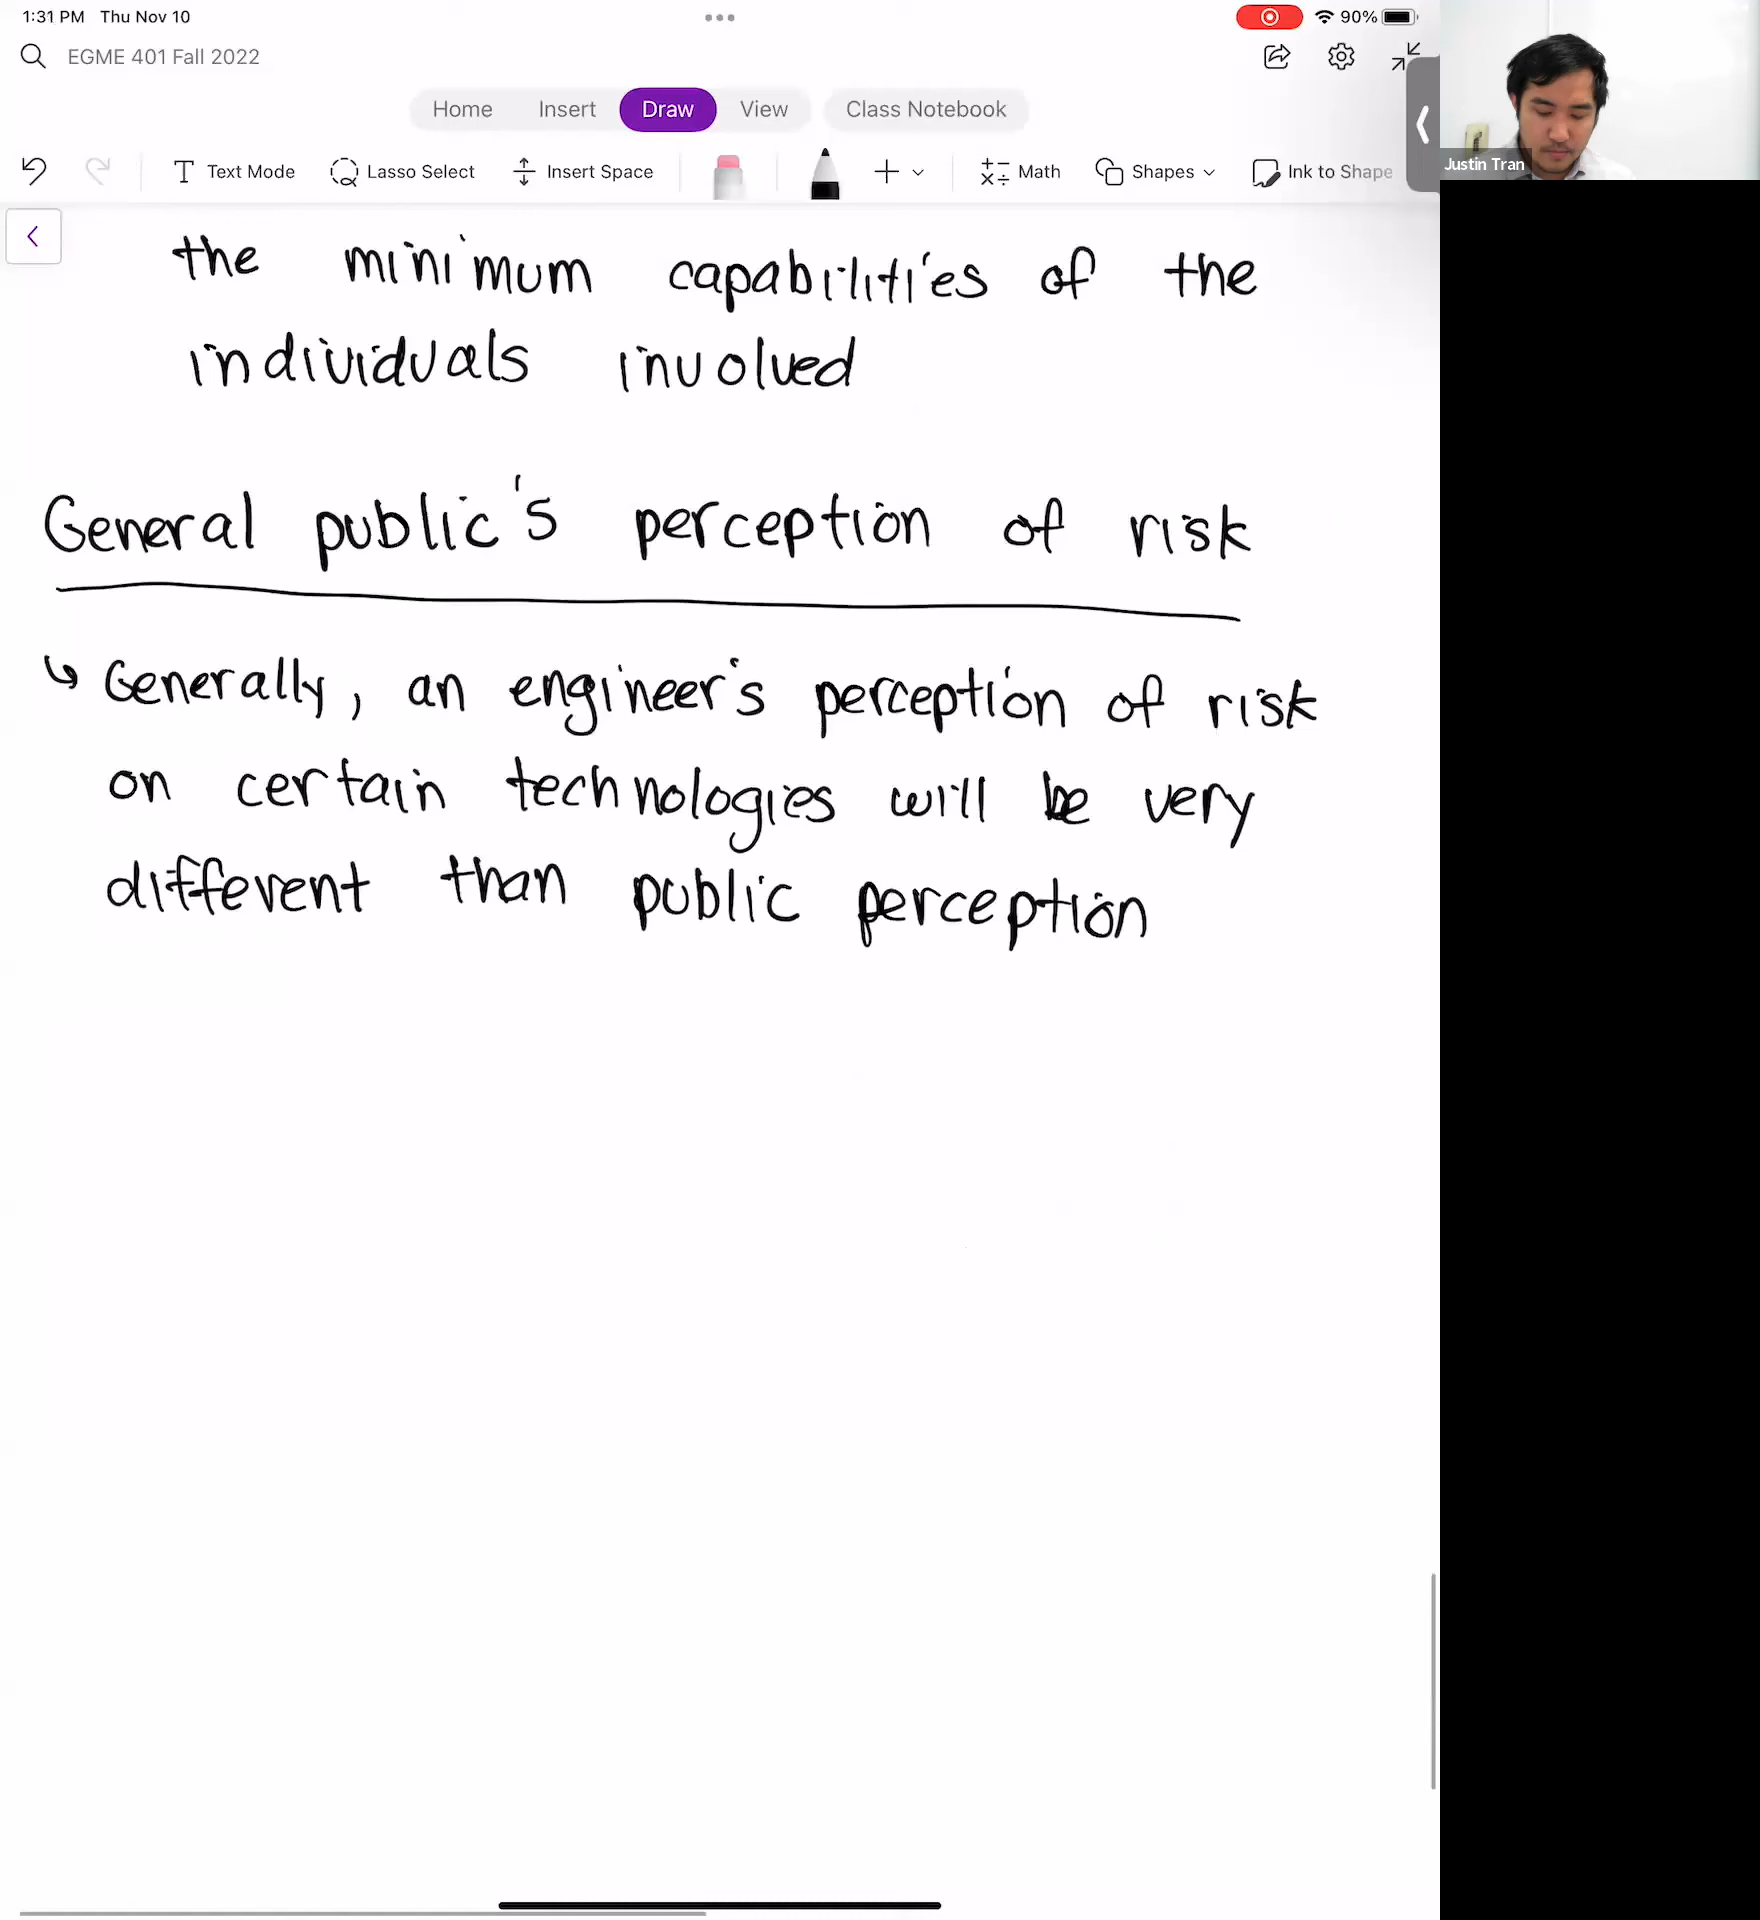 1:31 PM Thu Nov 10
90%
EGME 401 Fall 2022
Home Insert Draw View Class Notebook
Text Mode Lasso Select Insert Space Math Shapes Ink to Shape
Justin Tran
the minimum capabilities of the
individuals involved
General public's perception of risk
↳ Generally, an engineer's perception of risk
on certain technologies will be very
different than public perception